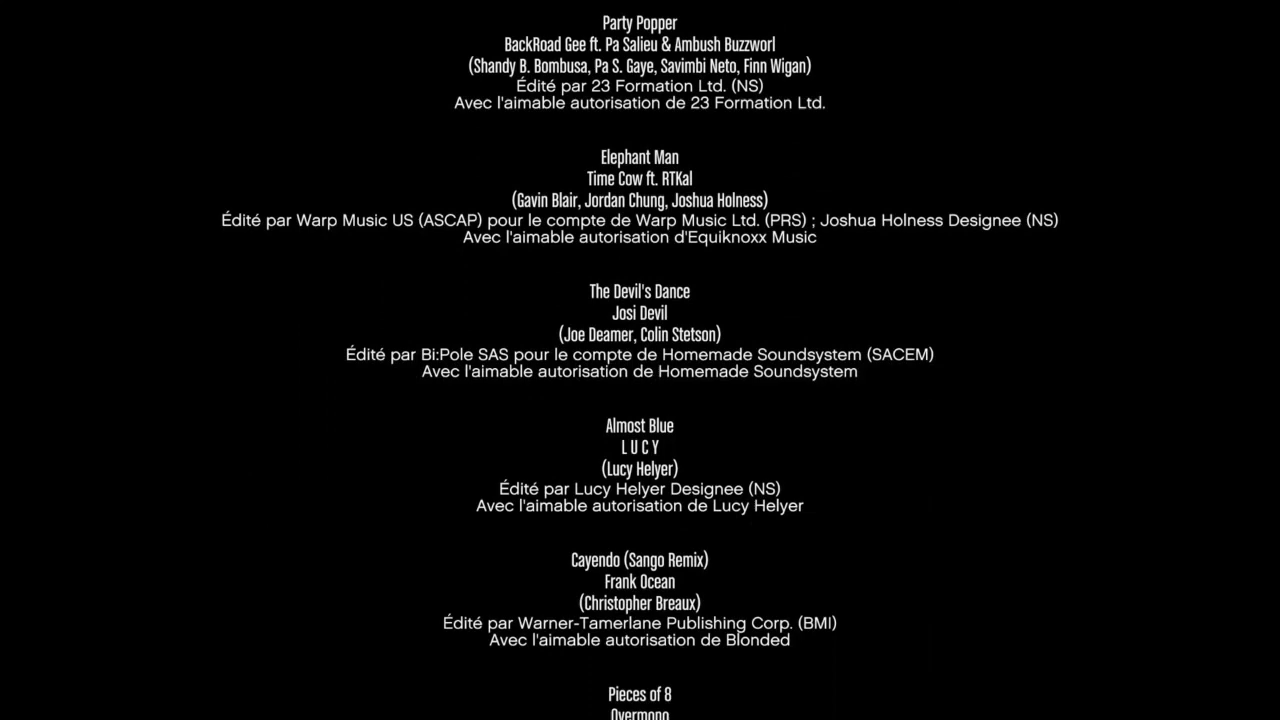 Party Popper
BackRoad Gee ft. Pa Salieu & Ambush Buzzworl
(Shandy B. Bombusa, Pa S. Gaye, Savimbi Neto, Finn Wigan)
Édité par 23 Formation Ltd. (NS)
Avec l'aimable autorisation de 23 Formation Ltd.
Elephant Man
Time Cow ft. RTKal
(Gavin Blair, Jordan Chung, Joshua Holness)
Édité par Warp Music US (ASCAP) pour le compte de Warp Music Ltd. (PRS) ; Joshua Holness Designee (NS)
Avec l'aimable autorisation d'Equiknoxx Music
The Devil's Dance
Josi Devil
(Joe Deamer, Colin Stetson)
Édité par Bi:Pole SAS pour le compte de Homemade Soundsystem (SACEM)
Avec l'aimable autorisation de Homemade Soundsystem
Almost Blue
L U C Y
(Lucy Helyer)
Édité par Lucy Helyer Designee (NS)
Avec l'aimable autorisation de Lucy Helyer
Cayendo (Sango Remix)
Frank Ocean
(Christopher Breaux)
Édité par Warner-Tamerlane Publishing Corp. (BMI)
Avec l'aimable autorisation de Blonded
Pieces of 8
Overmono